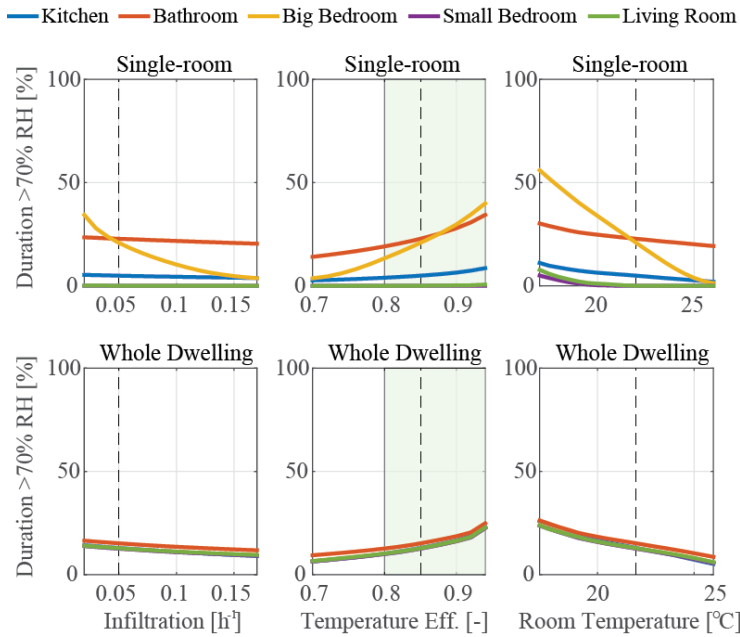 Kitchen Bathroom Big Bedroom Small Bedroom Living Room
Single-room Single-room Single-room
Duration >70% RH [%]
100 100 100
50 50 50
0 0 0
0.05 0.1 0.15 0.7 0.8 0.9 20 25
Whole Dwelling Whole Dwelling Whole Dwelling
Duration >70% RH [%]
100 100 100
50 50 50
0 0 0
0.05 0.1 0.15 0.7 0.8 0.9 20 25
Infiltration [h⁻¹] Temperature Eff. [-] Room Temperature [℃]